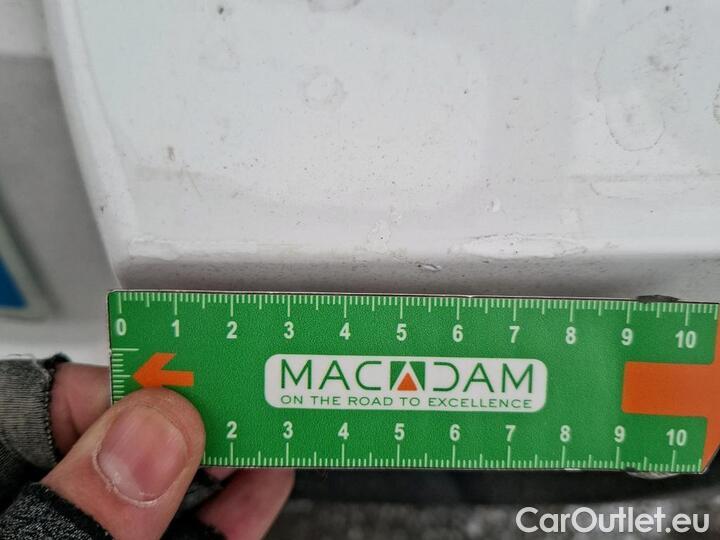 0 1 2 3 4 5 6 7 8 9 10
MACADAM
ON THE ROAD TO EXCELLENCE
2 3 4 5 6 7 8 9 10
CarOutlet.eu